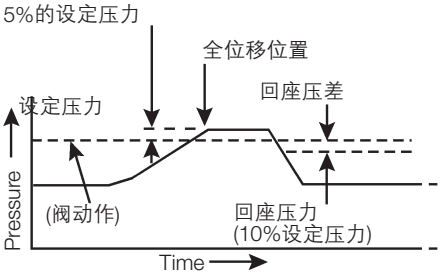 5%的设定压力
全位移位置
回座压差
设定压力
Pressure
(阀动作)
回座压力
(10%设定压力)
Time